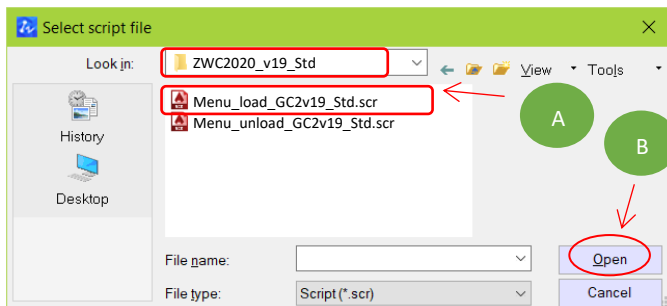 Select script file
Look in: ZWC2020_v19_Std View Tools
Menu_load_GC2v19_Std.scr
Menu_unload_GC2v19_Std.scr
A
B
History
Desktop
File name: Open
File type: Script (*.scr) Cancel